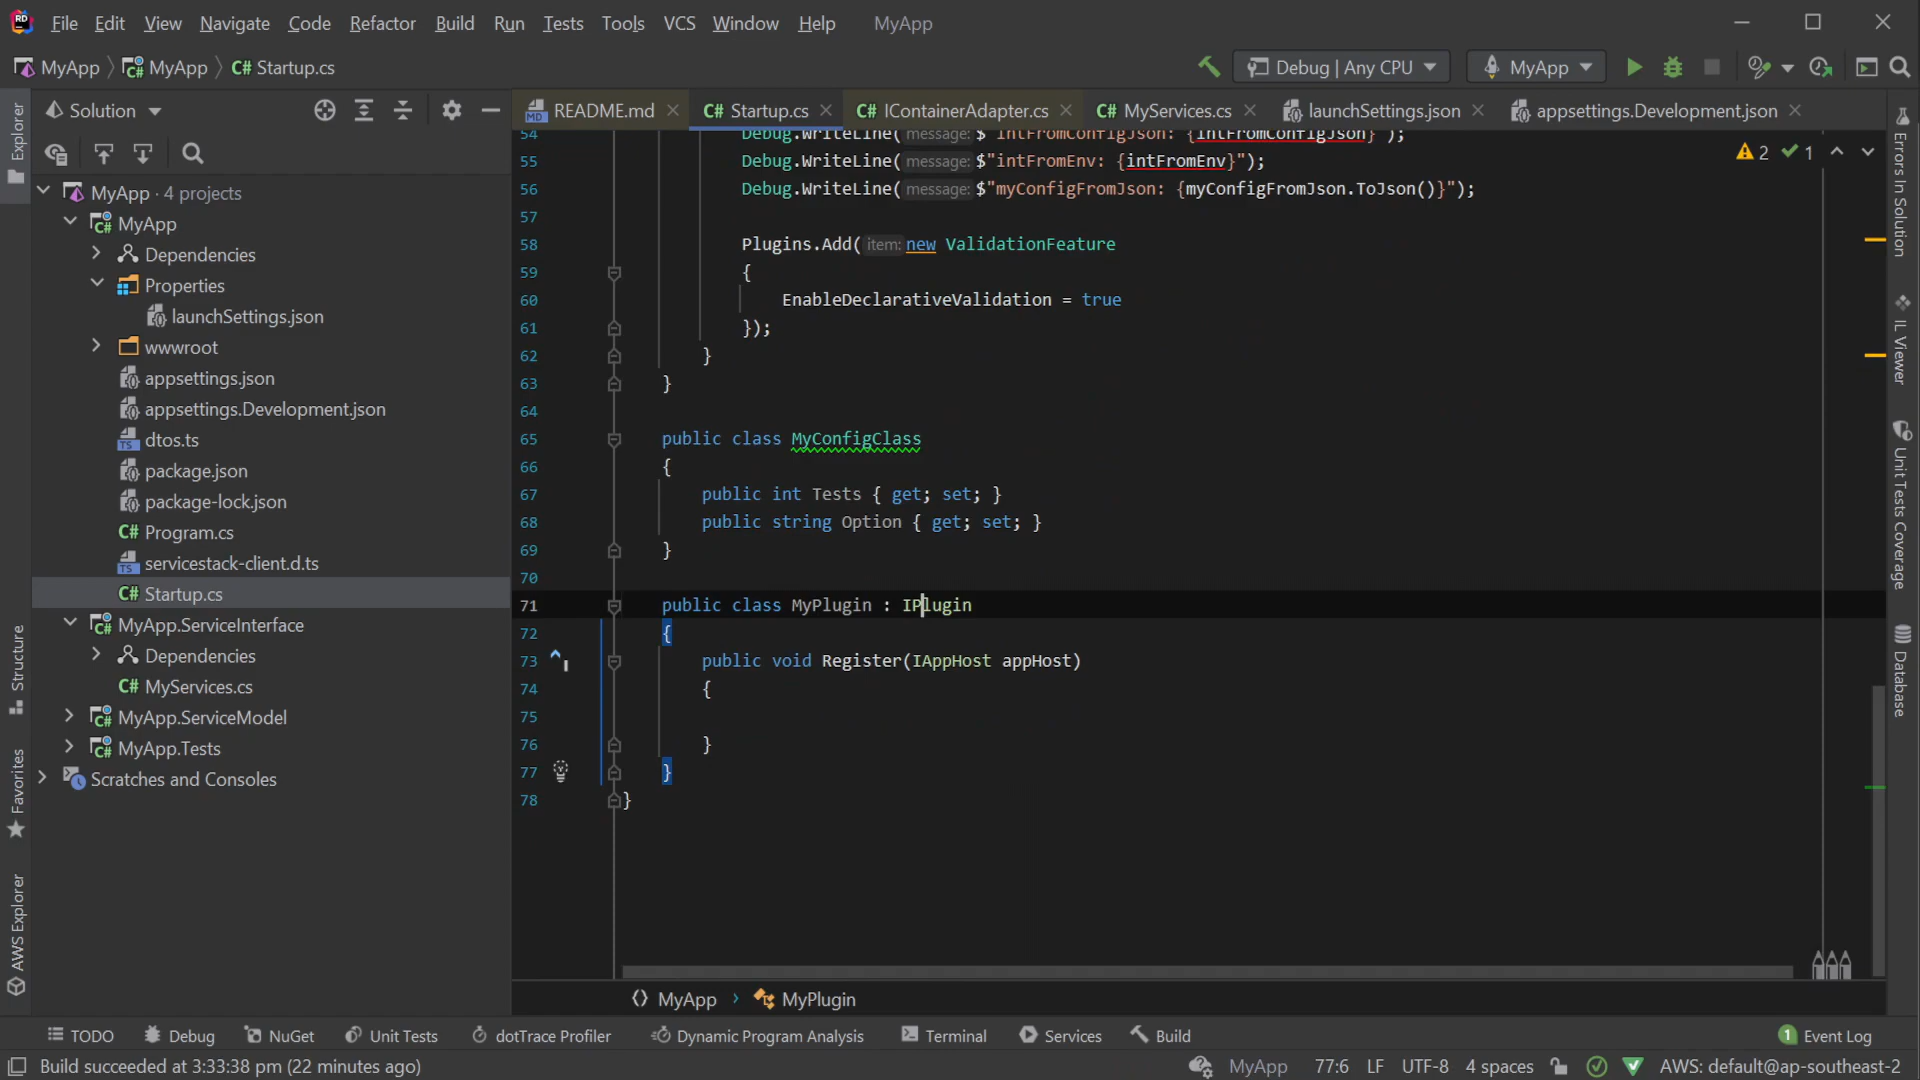 File Edit View Navigate Code Refactor Build Run Tests Tools VCS Window Help MyApp
MyApp MyApp C# Startup.cs Debug | Any CPU MyApp
Solution
README.md C# Startup.cs C# IContainerAdapter.cs C# MyServices.cs launchSettings.json appsettings.Development.json
Explorer
Structure
Favorites
AWS Explorer
MyApp · 4 projects
MyApp
Dependencies
Properties
launchSettings.json
wwwroot
appsettings.json
appsettings.Development.json
dtos.ts
package.json
package-lock.json
C# Program.cs
servicestack-client.d.ts
C# Startup.cs
MyApp.ServiceInterface
Dependencies
C# MyServices.cs
MyApp.ServiceModel
MyApp.Tests
Scratches and Consoles
2 1
54 Debug.WriteLine( message: $"intFromConfigJson: {intFromConfigJson}");
55 Debug.WriteLine( message: $"intFromEnv: {intFromEnv}");
56 Debug.WriteLine( message: $"myConfigFromJson: {myConfigFromJson.ToJson()}");
57
58 Plugins.Add( item: new ValidationFeature
59 {
60 EnableDeclarativeValidation = true
61 });
62 }
63 }
64
65 public class MyConfigClass
66 {
67 public int Tests { get; set; }
68 public string Option { get; set; }
69 }
70
71 public class MyPlugin : IPlugin
72 {
73 public void Register(IAppHost appHost)
74 {
75
76 }
77 }
78 }
MyApp MyPlugin
Errors In Solution
IL Viewer
Unit Tests Coverage
Database
TODO Debug NuGet Unit Tests dotTrace Profiler Dynamic Program Analysis Terminal Services Build 1 Event Log
Build succeeded at 3:33:38 pm (22 minutes ago) MyApp 77:6 LF UTF-8 4 spaces AWS: default@ap-southeast-2